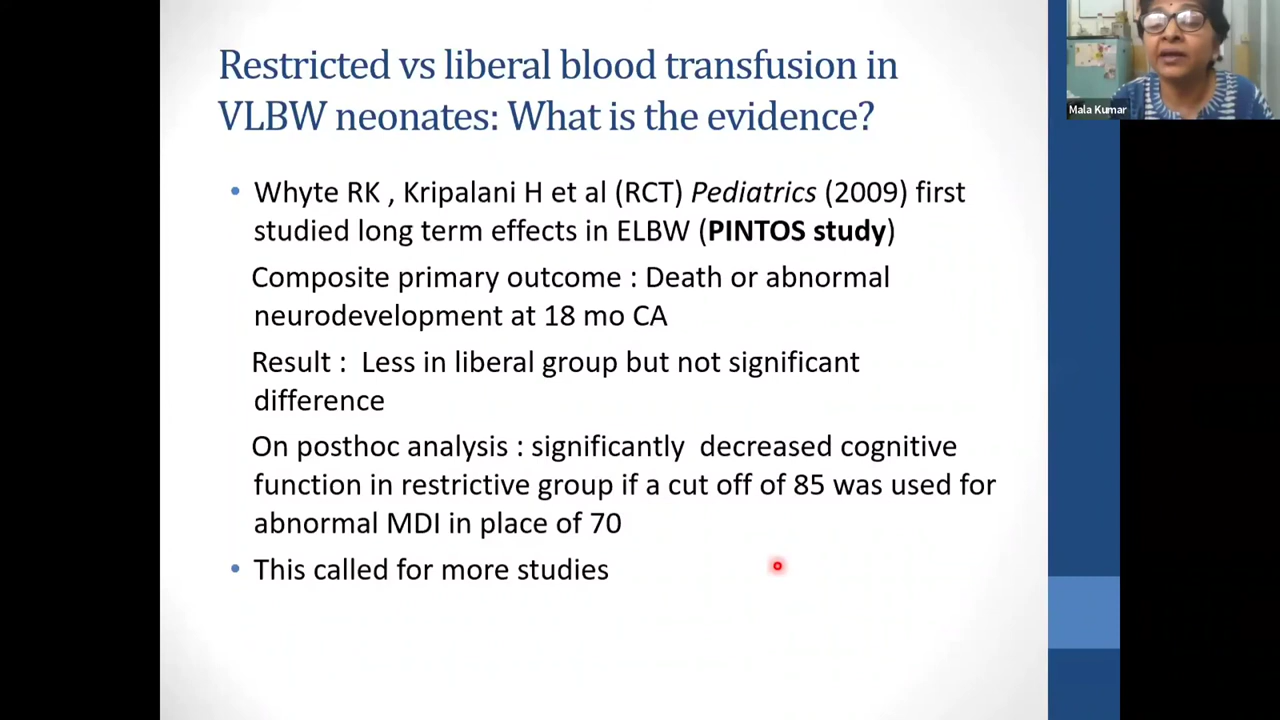 Restricted vs liberal blood transfusion in
VLBW neonates: What is the evidence?
Mala Kumar
• Whyte RK , Kripalani H et al (RCT) Pediatrics (2009) first
studied long term effects in ELBW (PINTOS study)
Composite primary outcome : Death or abnormal
neurodevelopment at 18 mo CA
Result :  Less in liberal group but not significant
difference
On posthoc analysis : significantly  decreased cognitive
function in restrictive group if a cut off of 85 was used for
abnormal MDI in place of 70
• This called for more studies